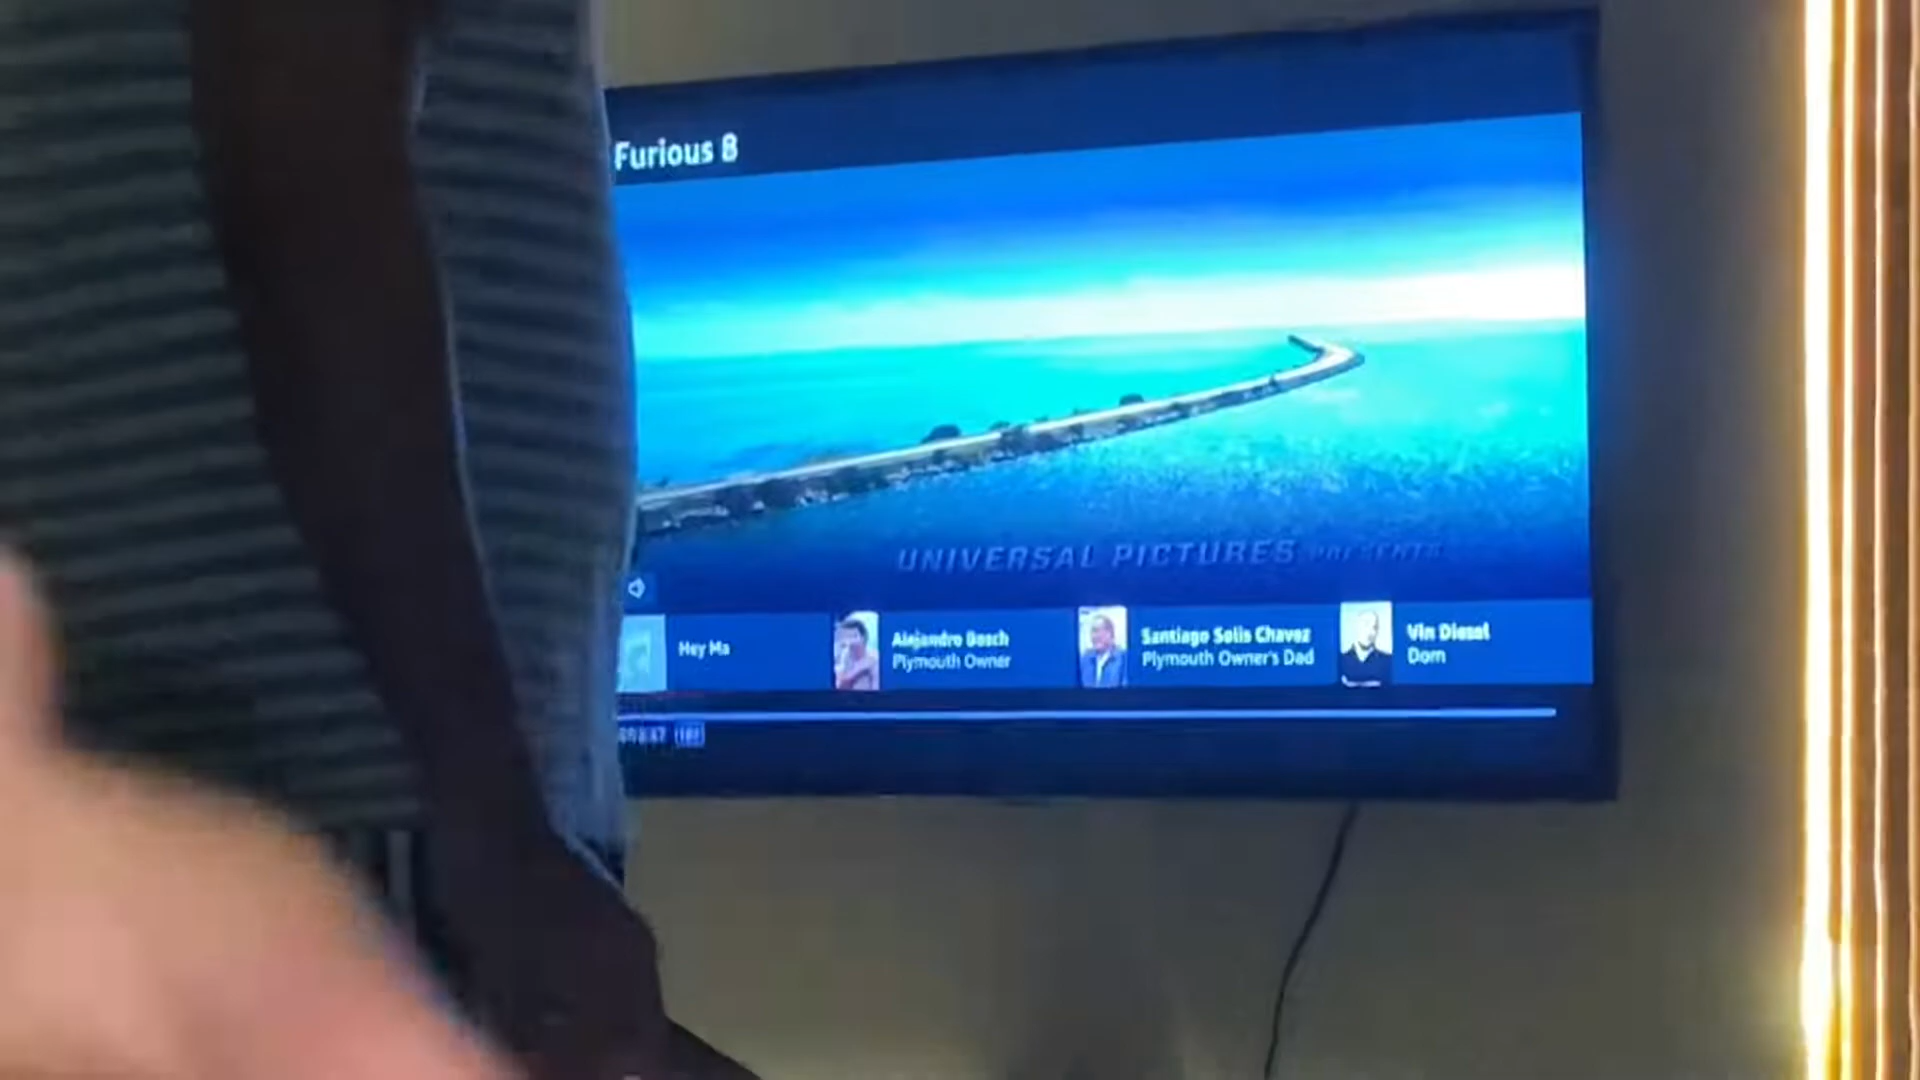 Furious 8
UNIVERSAL PICTURES PRESENTS
Hey Ma
Alejandro Bosch
Plymouth Owner
Santiago Solis Chavez
Plymouth Owner's Dad
Vin Diesel
Dom